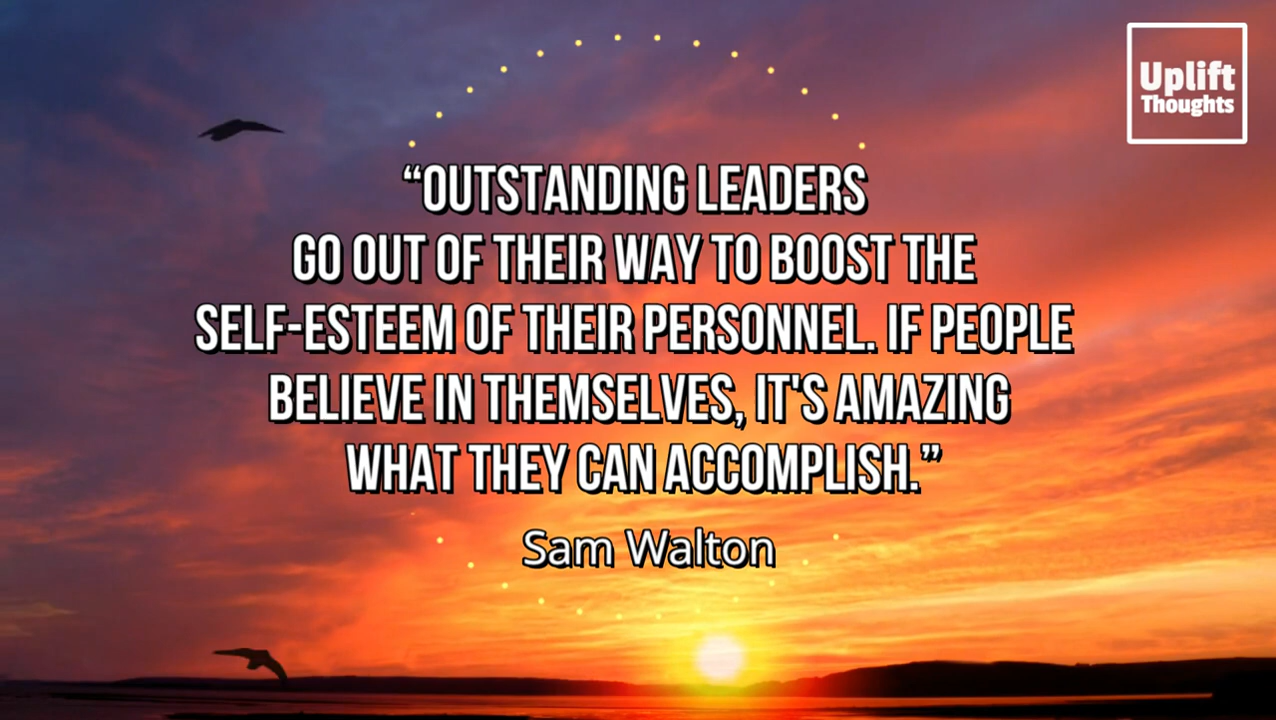 Uplift
Thoughts
“OUTSTANDING LEADERS
GO OUT OF THEIR WAY TO BOOST THE
SELF-ESTEEM OF THEIR PERSONNEL. IF PEOPLE
BELIEVE IN THEMSELVES, IT'S AMAZING
WHAT THEY CAN ACCOMPLISH.”
Sam Walton